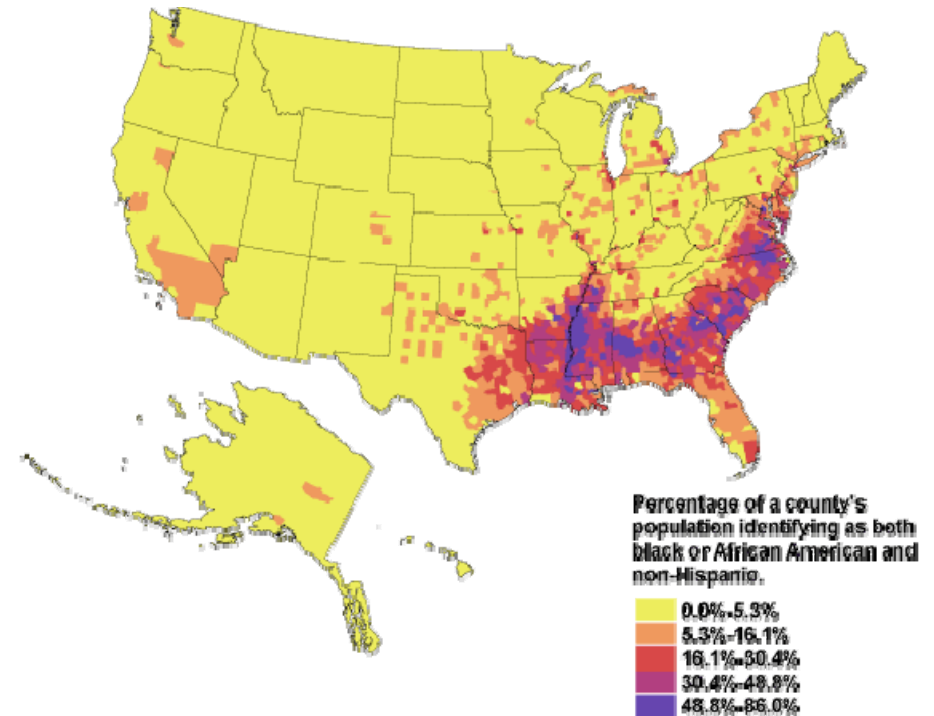 Percentage of a county's
population identifying as both
black or African American and
non-Hispanic.
0.0%-5.3%
5.3%-16.1%
16.1%-30.4%
30.4%-48.8%
48.8%-86.0%